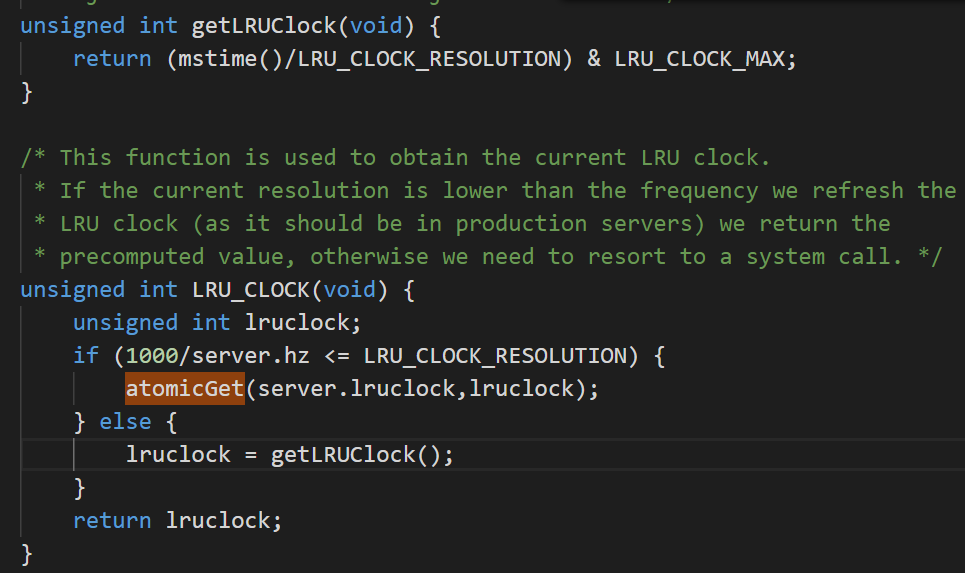 unsigned int getLRUClock(void) {
    return (mstime()/LRU_CLOCK_RESOLUTION) & LRU_CLOCK_MAX;
}

/* This function is used to obtain the current LRU clock.
 * If the current resolution is lower than the frequency we refresh the
 * LRU clock (as it should be in production servers) we return the
 * precomputed value, otherwise we need to resort to a system call. */
unsigned int LRU_CLOCK(void) {
    unsigned int lruclock;
    if (1000/server.hz <= LRU_CLOCK_RESOLUTION) {
        atomicGet(server.lruclock,lruclock);
    } else {
        lruclock = getLRUClock();
    }
    return lruclock;
}